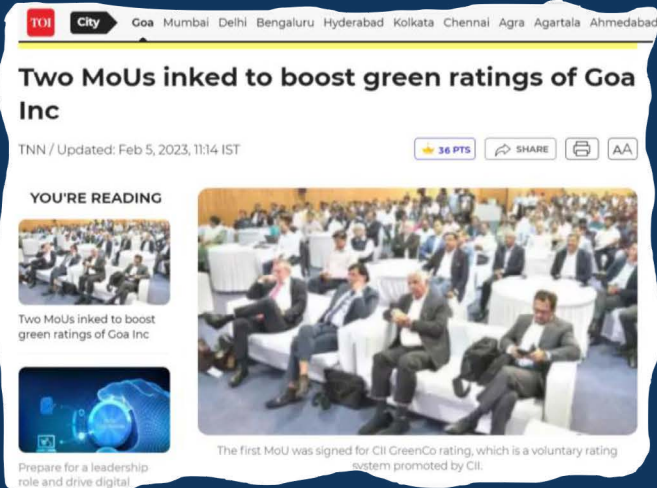 TOI City Goa Mumbai Delhi Bengaluru Hyderabad Kolkata Chennai Agra Agartala Ahmedabad
Two MoUs inked to boost green ratings of Goa
Inc
TNN / Updated: Feb 5, 2023, 11:14 IST
36 PTS
SHARE
AA
YOU'RE READING
Two MoUs inked to boost
green ratings of Goa Inc
The first MoU was signed for CII GreenCo rating, which is a voluntary rating
system promoted by CII.
Prepare for a leadership
role and drive digital